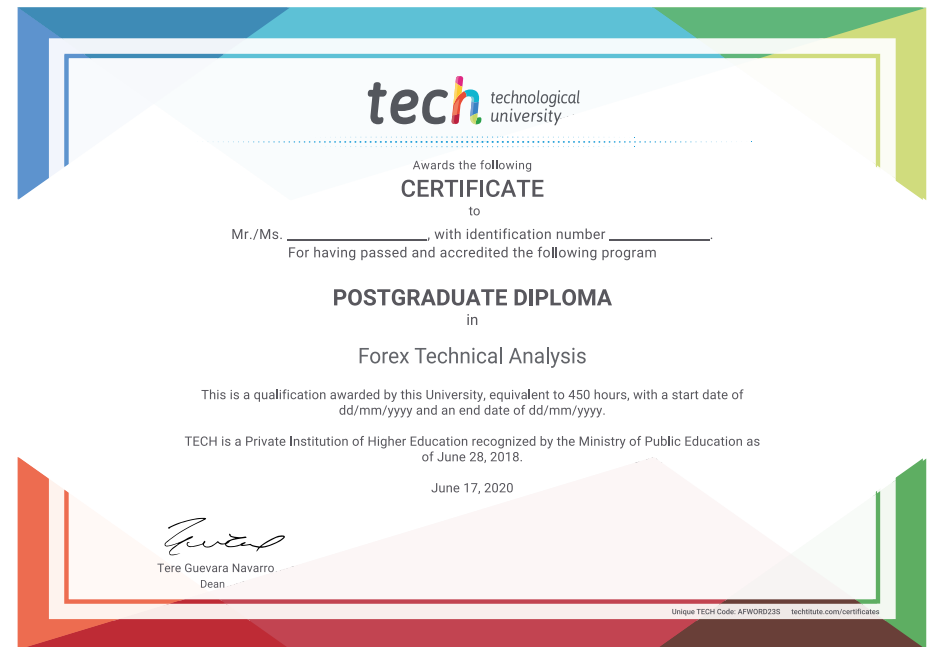 tech technological
university
Awards the following
CERTIFICATE
to
Mr./Ms. ____________________, with identification number ______________.
For having passed and accredited the following program
POSTGRADUATE DIPLOMA
in
Forex Technical Analysis
This is a qualification awarded by this University, equivalent to 450 hours, with a start date of
dd/mm/yyyy and an end date of dd/mm/yyyy.
TECH is a Private Institution of Higher Education recognized by the Ministry of Public Education as
of June 28, 2018.
June 17, 2020
Tere Guevara Navarro
Dean
Unique TECH Code: AFWORD23S techtitute.com/certificates